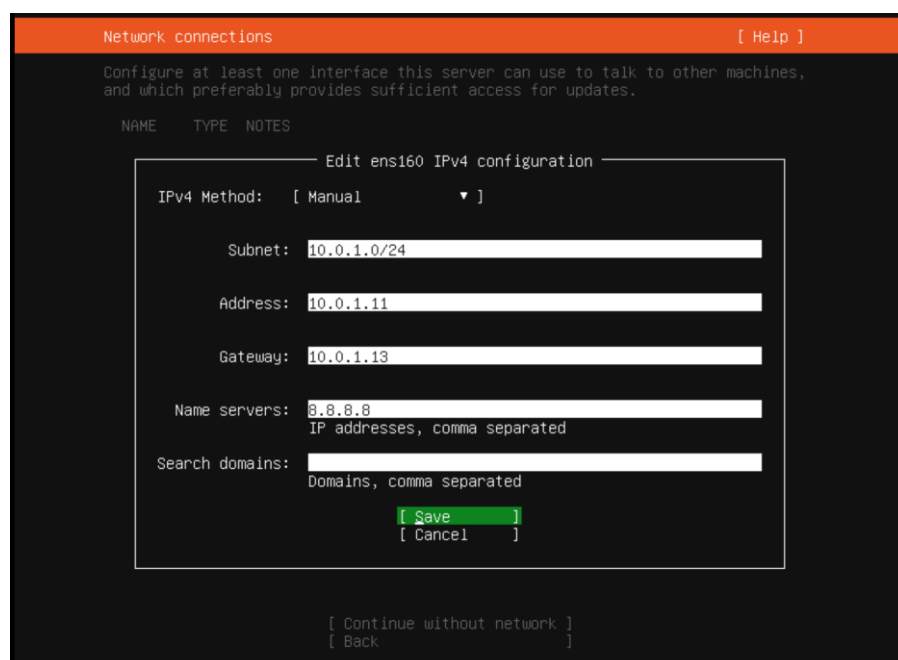 Network connections [ Help ]
Configure at least one interface this server can use to talk to other machines,
and which preferably provides sufficient access for updates.
NAME TYPE NOTES
Edit ens160 IPv4 configuration
IPv4 Method: [ Manual ▾ ]
Subnet: 10.0.1.0/24
Address: 10.0.1.11
Gateway: 10.0.1.13
Name servers: 8.8.8.8
IP addresses, comma separated
Search domains:
Domains, comma separated
[ Save ]
[ Cancel ]
[ Continue without network ]
[ Back ]